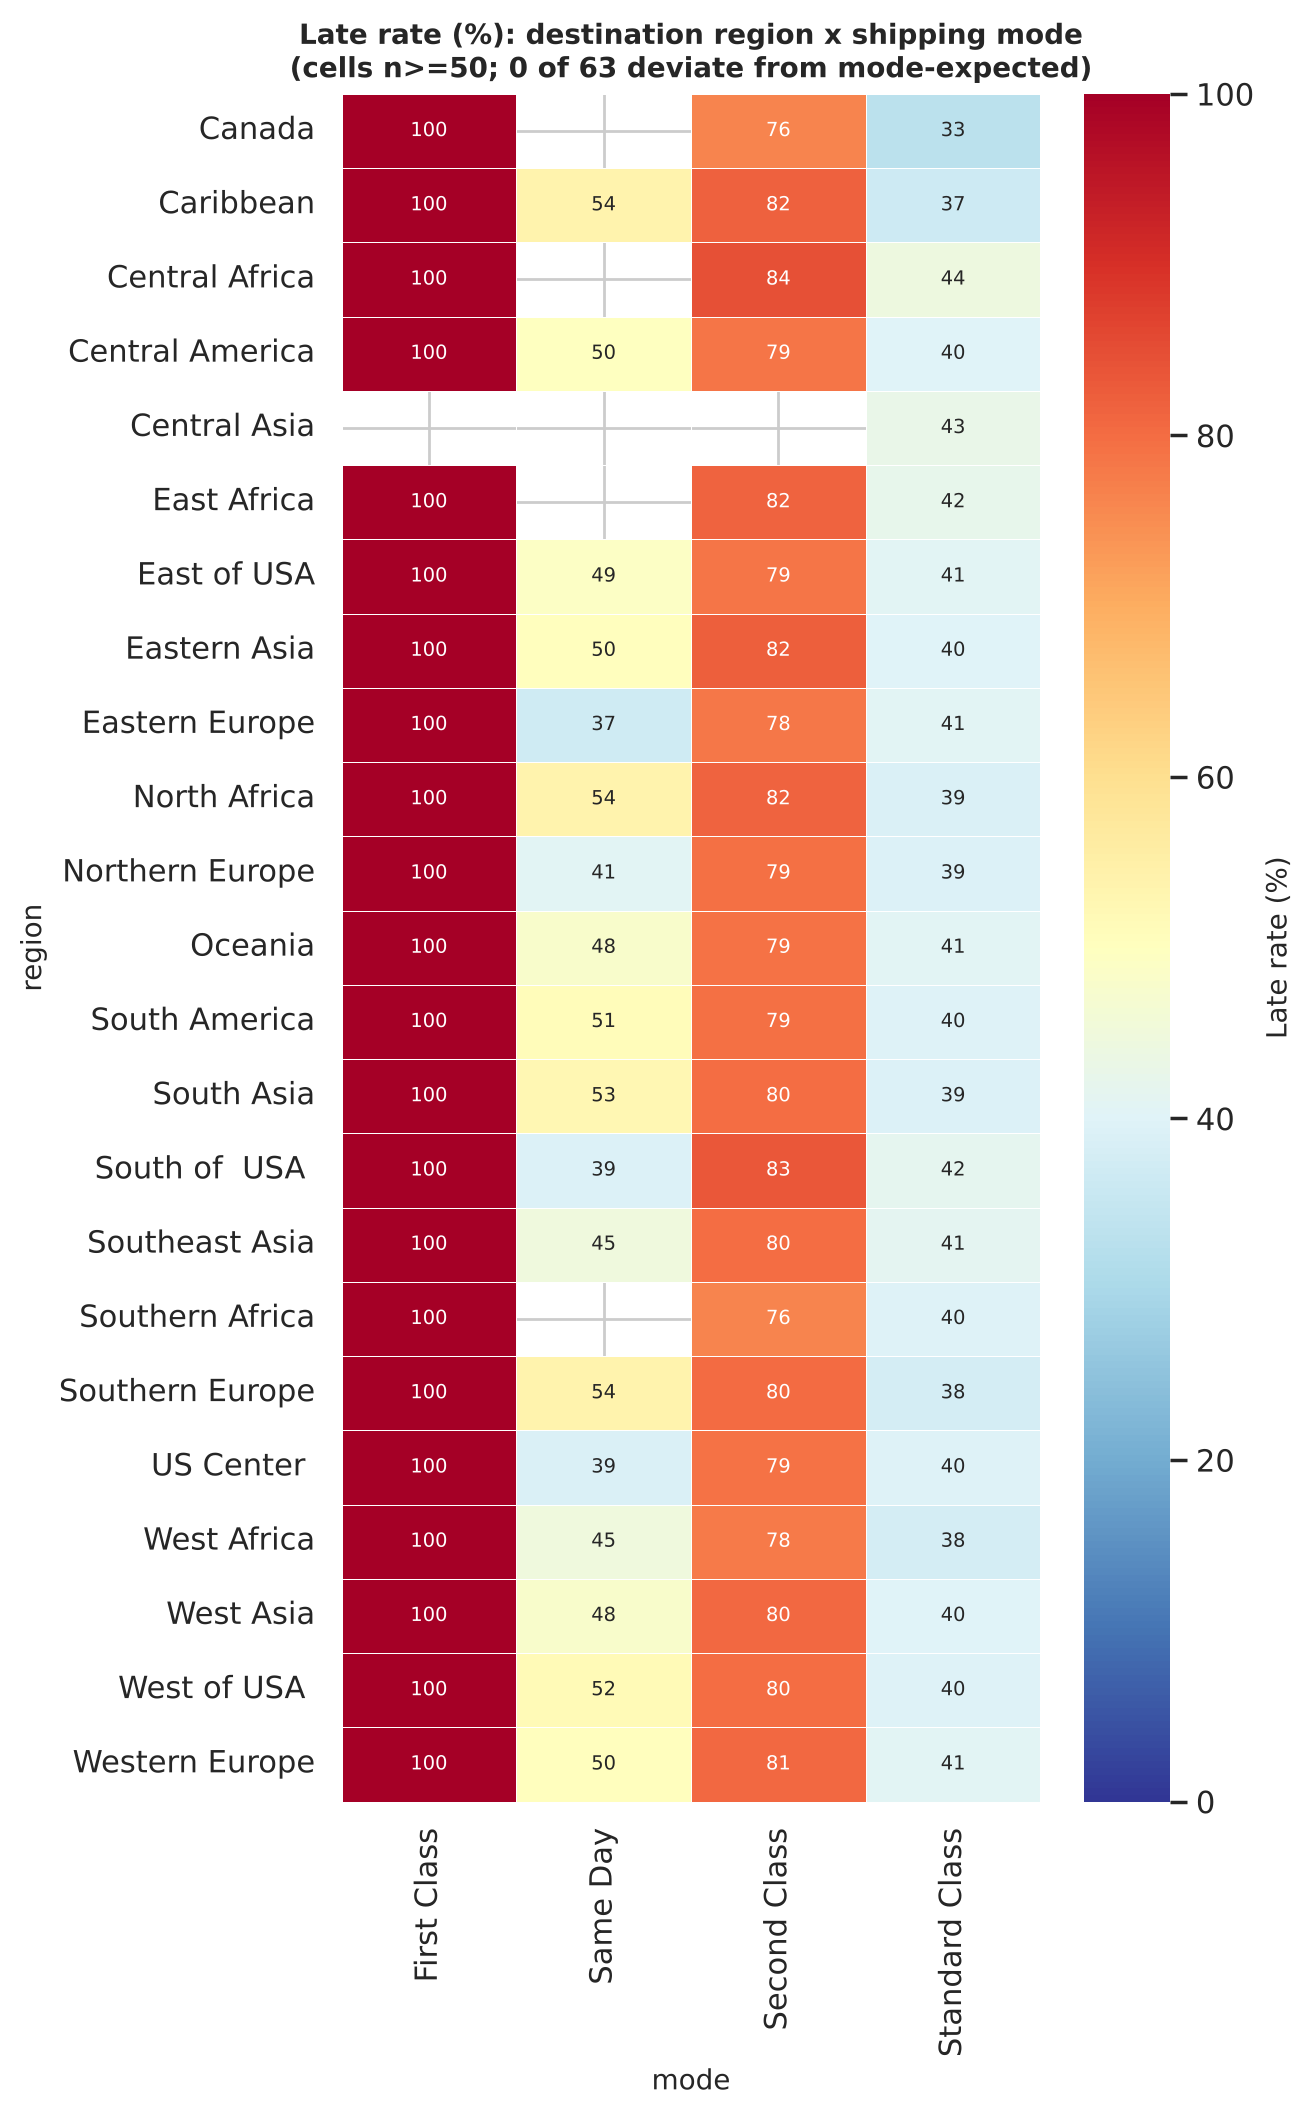 Late rate (%): destination region x shipping mode
(cells n>=50; 0 of 63 deviate from mode-expected)
Canada 100 76 33
Caribbean 100 54 82 37
Central Africa 100 84 44
Central America 100 50 79 40
Central Asia 43
East Africa 100 82 42
East of USA 100 49 79 41
Eastern Asia 100 50 82 40
Eastern Europe 100 37 78 41
North Africa 100 54 82 39
Northern Europe 100 41 79 39
Oceania 100 48 79 41
South America 100 51 79 40
South Asia 100 53 80 39
South of  USA 100 39 83 42
Southeast Asia 100 45 80 41
Southern Africa 100 76 40
Southern Europe 100 54 80 38
US Center 100 39 79 40
West Africa 100 45 78 38
West Asia 100 48 80 40
West of USA 100 52 80 40
Western Europe 100 50 81 41
region
First Class
Same Day
Second Class
Standard Class
mode
100
80
60
40
20
0
Late rate (%)